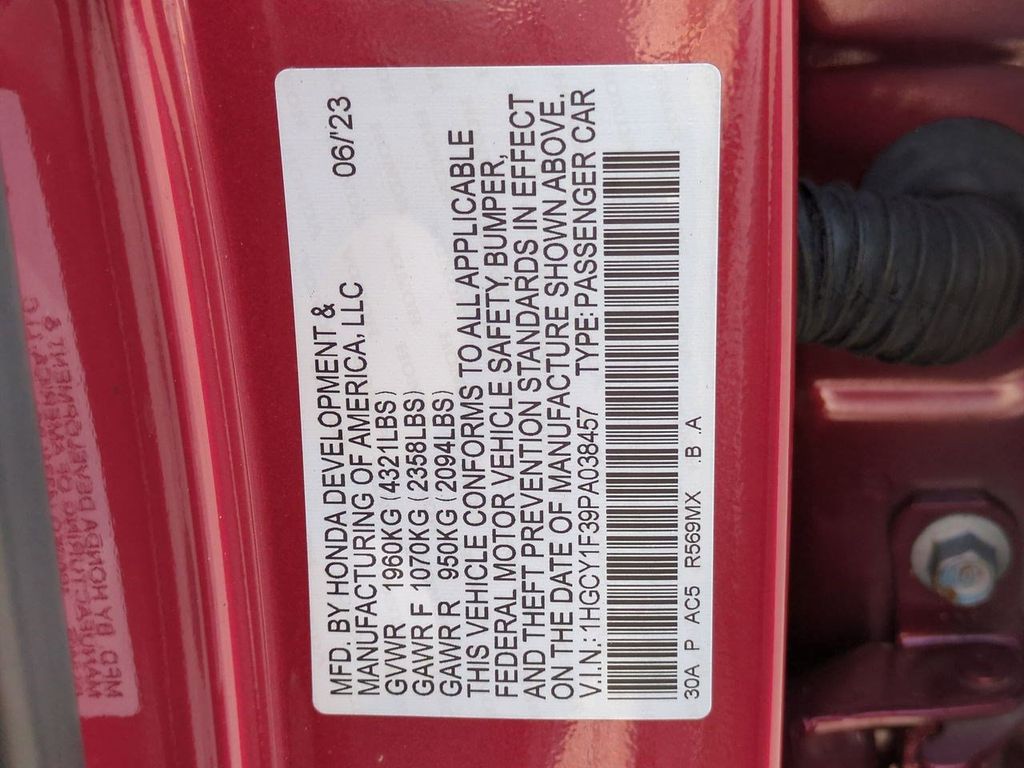 MFD. BY HONDA DEVELOPMENT &
MANUFACTURING OF AMERICA, LLC 06/'23
GVWR 1960KG (4321LBS)
GAWR F 1070KG (2358LBS)
GAWR R 950KG (2094LBS)
THIS VEHICLE CONFORMS TO ALL APPLICABLE
FEDERAL MOTOR VEHICLE SAFETY, BUMPER,
AND THEFT PREVENTION STANDARDS IN EFFECT
ON THE DATE OF MANUFACTURE SHOWN ABOVE.
V.I.N.: 1HGCY1F39PA038457 TYPE: PASSENGER CAR
30A P AC5 R569MX .B .A